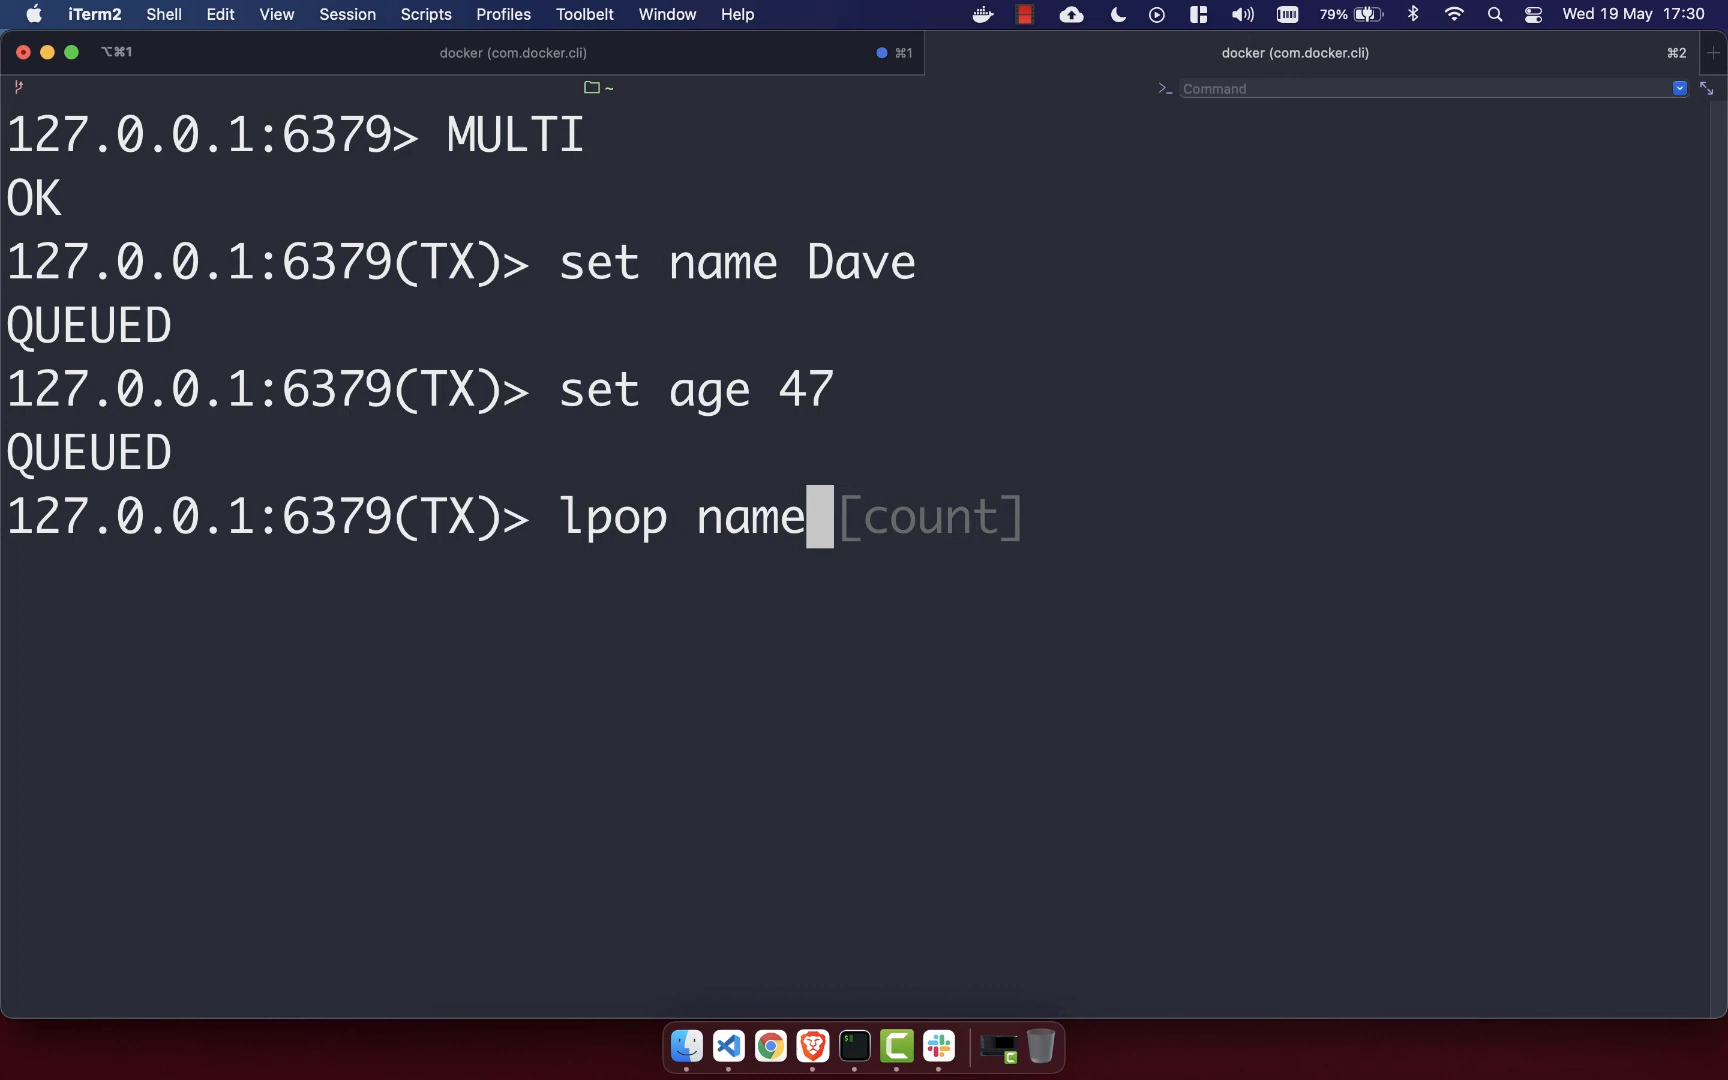 iTerm2 Shell Edit View Session Scripts Profiles Toolbelt Window Help 79% Wed 19 May 17:30
⌥⌘1 docker (com.docker.cli) ⌘1 docker (com.docker.cli) ⌘2
~ Command
127.0.0.1:6379> MULTI
OK
127.0.0.1:6379(TX)> set name Dave
QUEUED
127.0.0.1:6379(TX)> set age 47
QUEUED
127.0.0.1:6379(TX)> lpop name [count]